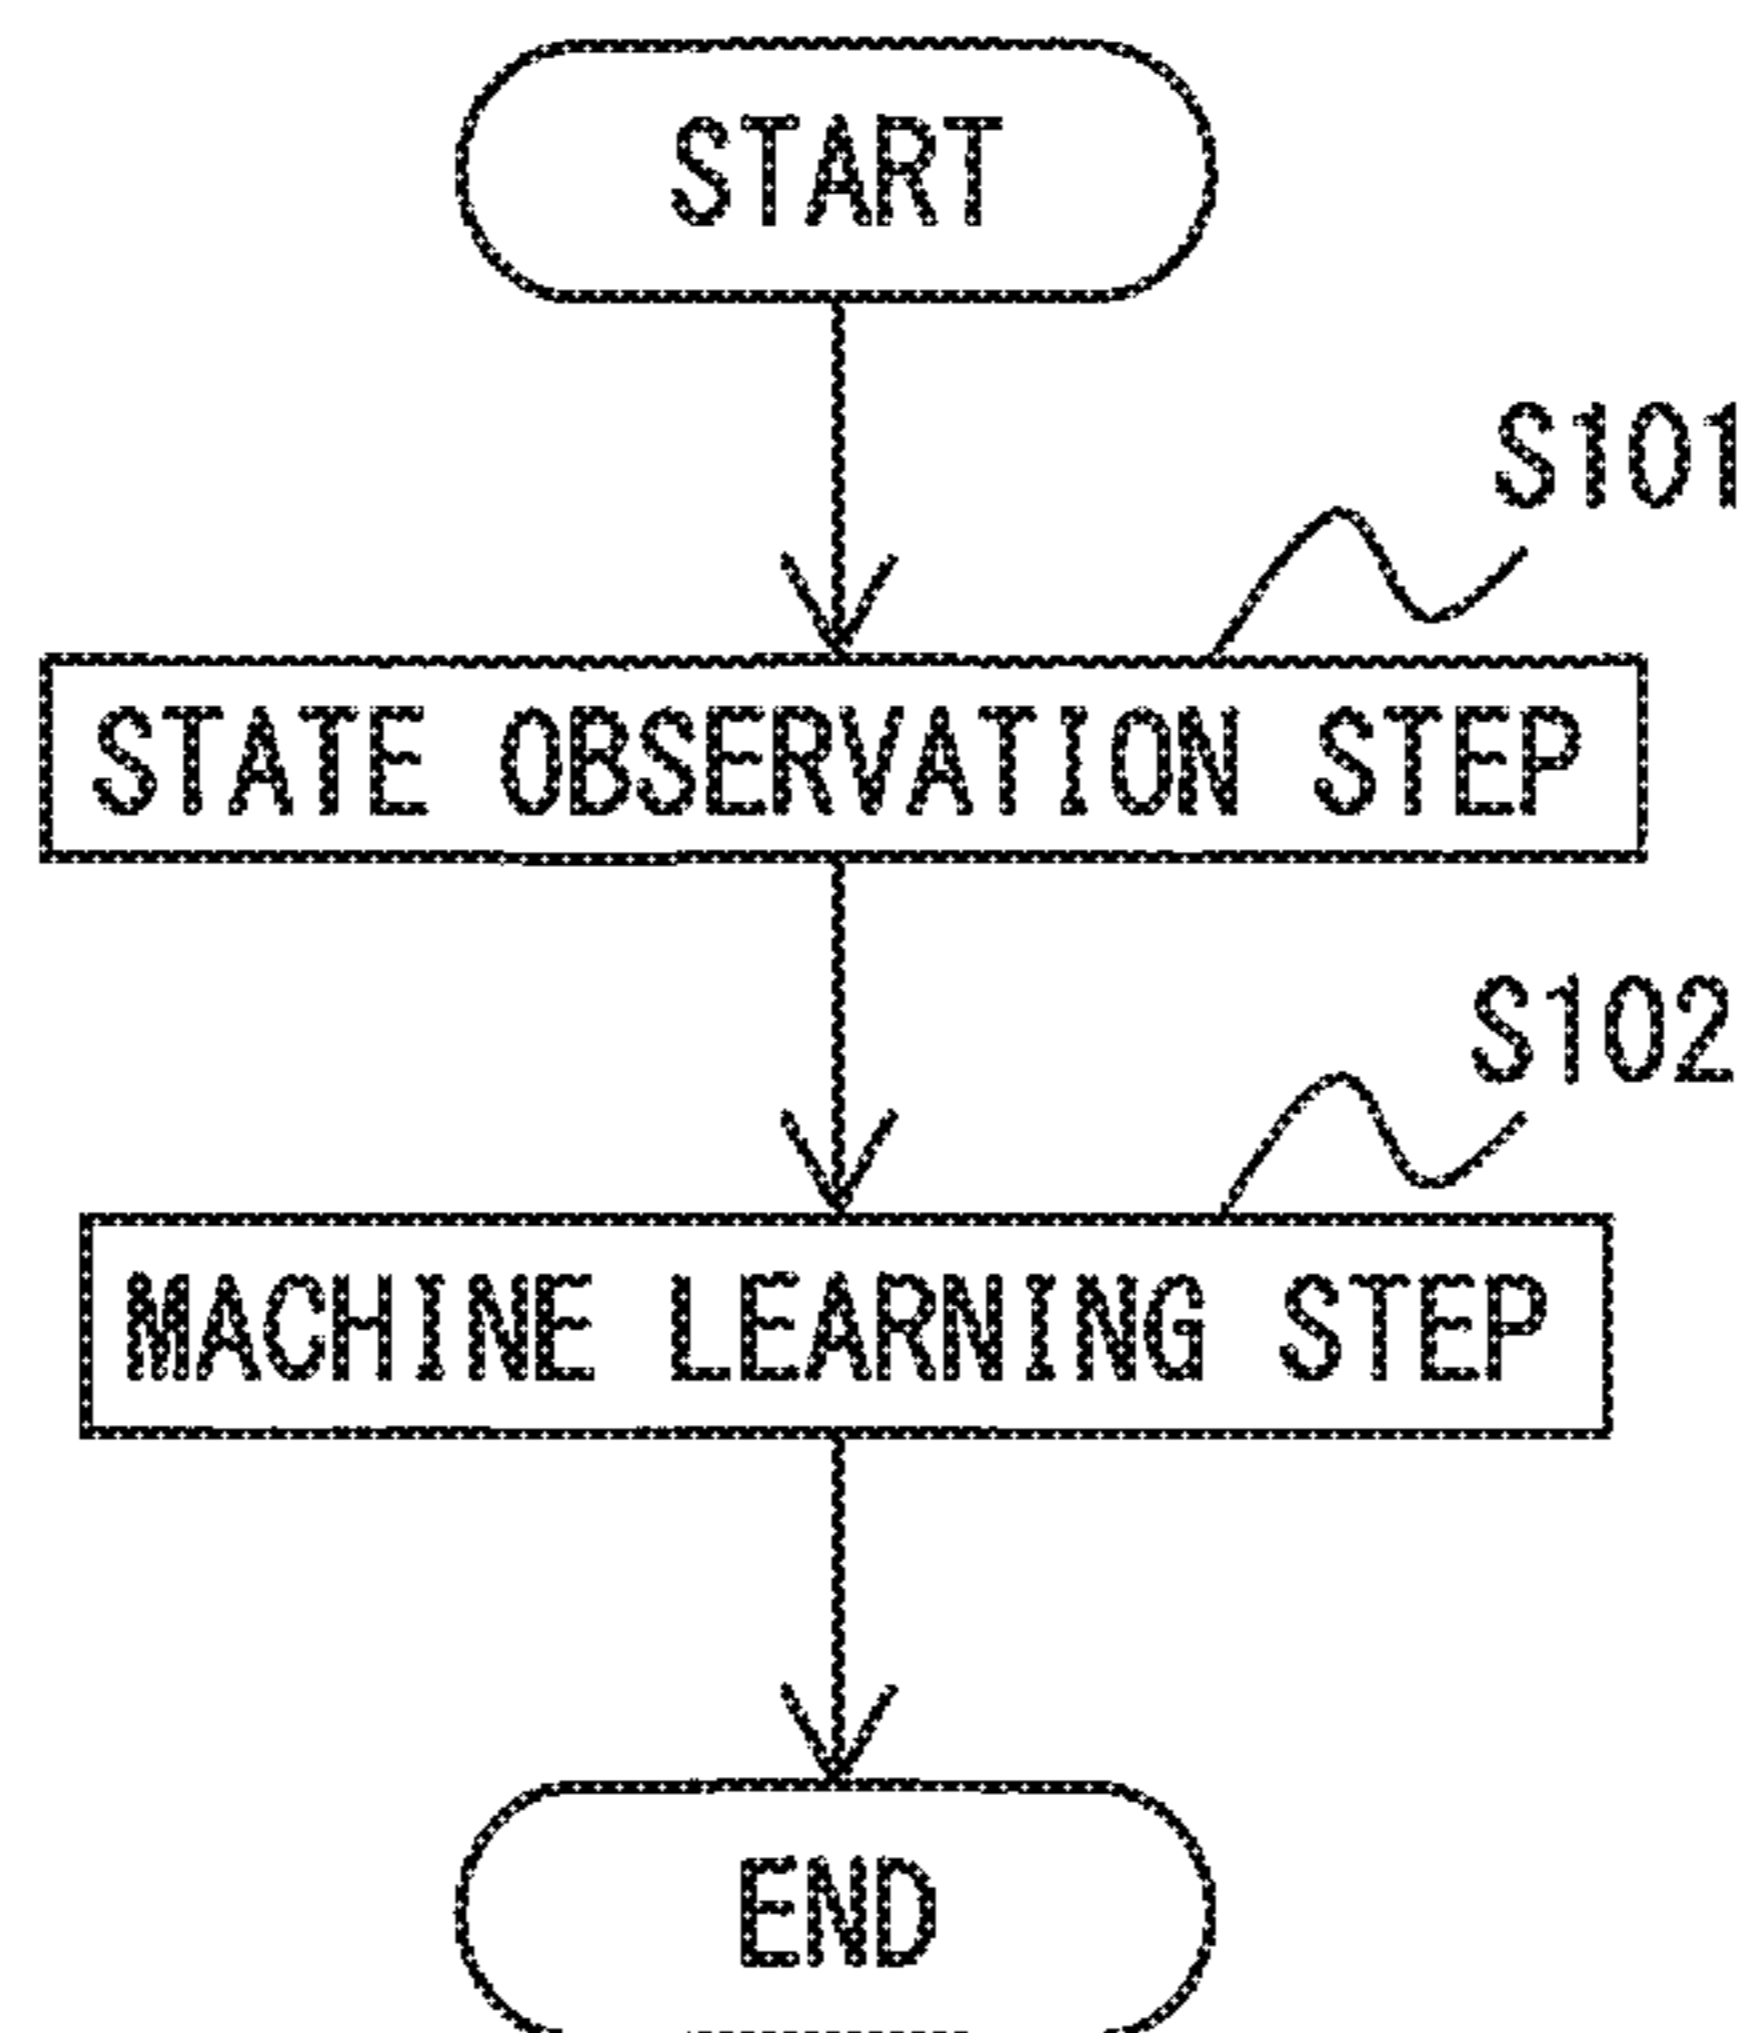 START
S101
STATE OBSERVATION STEP
S102
MACHINE LEARNING STEP
END